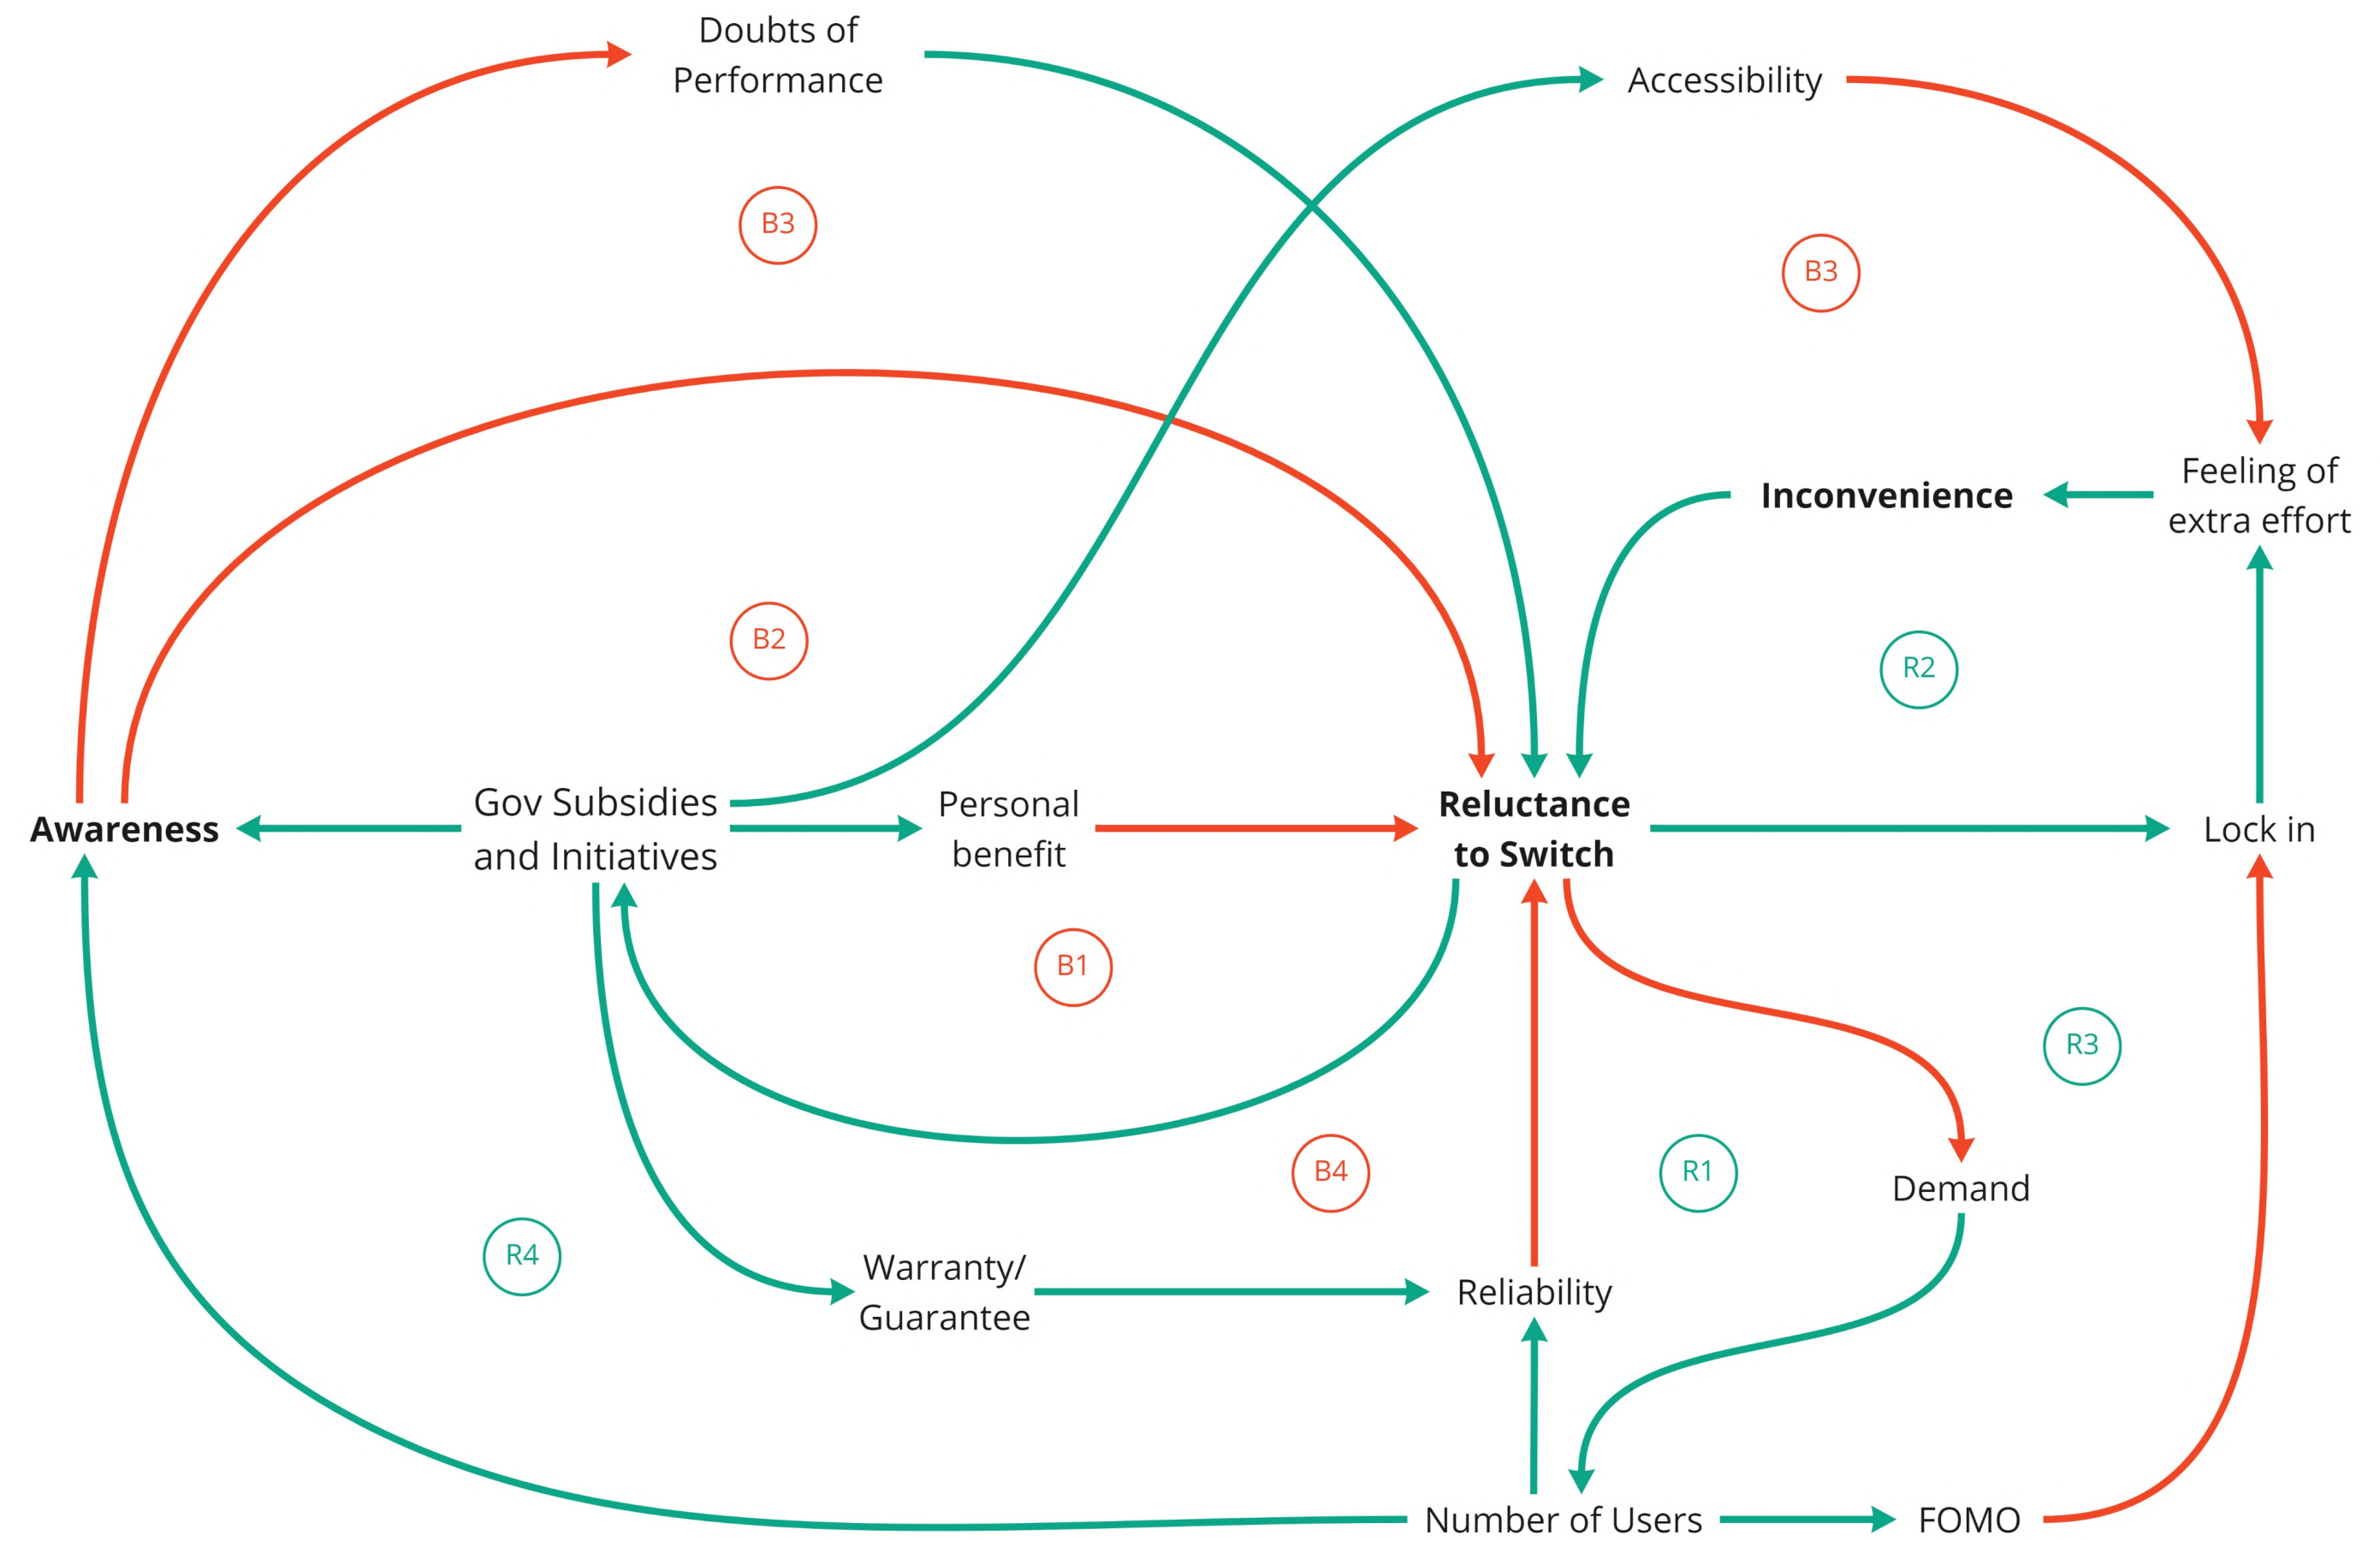 Doubts of
Performance
Accessibility
B3
B3
Feeling of
extra effort
Inconvenience
B2
R2
Awareness
Gov Subsidies
and Initiatives
Personal
benefit
Reluctance
to Switch
Lock in
B1
R3
B4
R1
Demand
R4
Warranty/
Guarantee
Reliability
Number of Users
FOMO